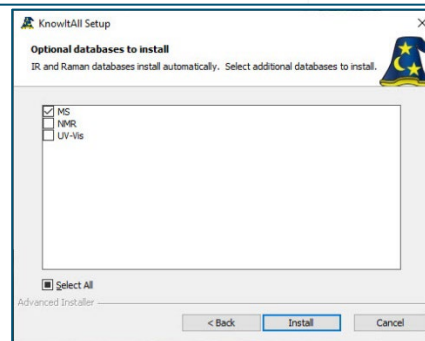 KnowItAll Setup
Optional databases to install
IR and Raman databases install automatically. Select additional databases to install.
MS
NMR
UV-Vis
Select All
Advanced Installer
< Back
Install
Cancel